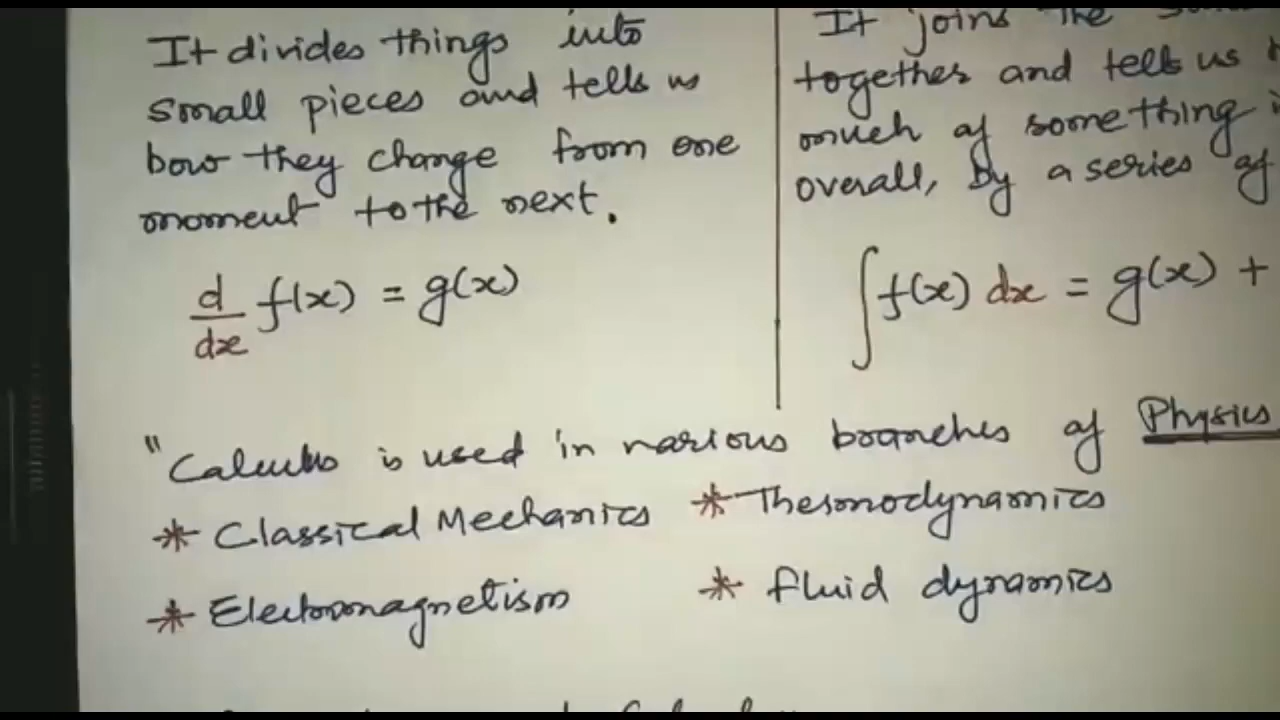 It divides things into
small pieces and tells us
how they change from one
moment to the next.
d/dx f(x) = g(x)
It joins the
together and tells us
much of something
overall, by a series of
∫f(x) dx = g(x) +
"Calculus is used in various branches of Physics
* Classical Mechanics * Thermodynamics
* Electromagnetism * fluid dynamics